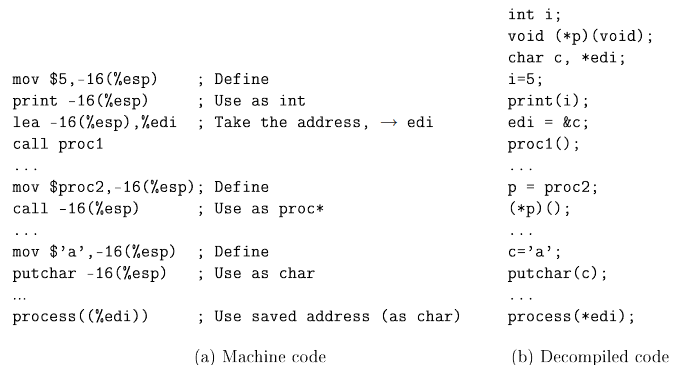 mov $5,-16(%esp)     ; Define
print -16(%esp)      ; Use as int
lea -16(%esp),%edi   ; Take the address, → edi
call proc1
...
mov $proc2,-16(%esp); Define
call -16(%esp)       ; Use as proc*
...
mov $'a',-16(%esp)   ; Define
putchar -16(%esp)    ; Use as char
...
process((%edi))      ; Use saved address (as char)
(a) Machine code
int i;
void (*p)(void);
char c, *edi;
i=5;
print(i);
edi = &c;
proc1();
...
p = proc2;
(*p)();
...
c='a';
putchar(c);
...
process(*edi);
(b) Decompiled code